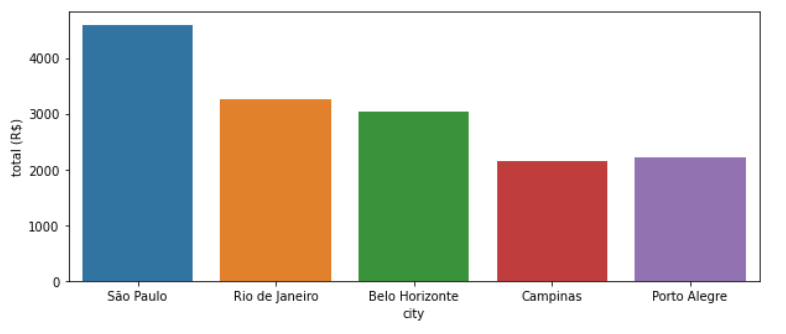 total (R$)
4000
3000
2000
1000
0
São Paulo
Rio de Janeiro
Belo Horizonte
Campinas
Porto Alegre
city